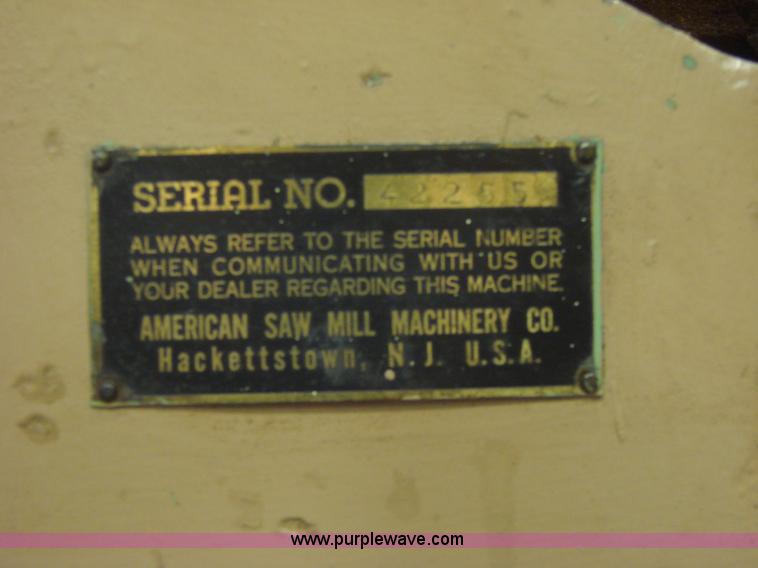 SERIAL NO. 42255
ALWAYS REFER TO THE SERIAL NUMBER
WHEN COMMUNICATING WITH US OR
YOUR DEALER REGARDING THIS MACHINE.
AMERICAN SAW MILL MACHINERY CO.
Hackettstown, N.J. U.S.A.
www.purplewave.com